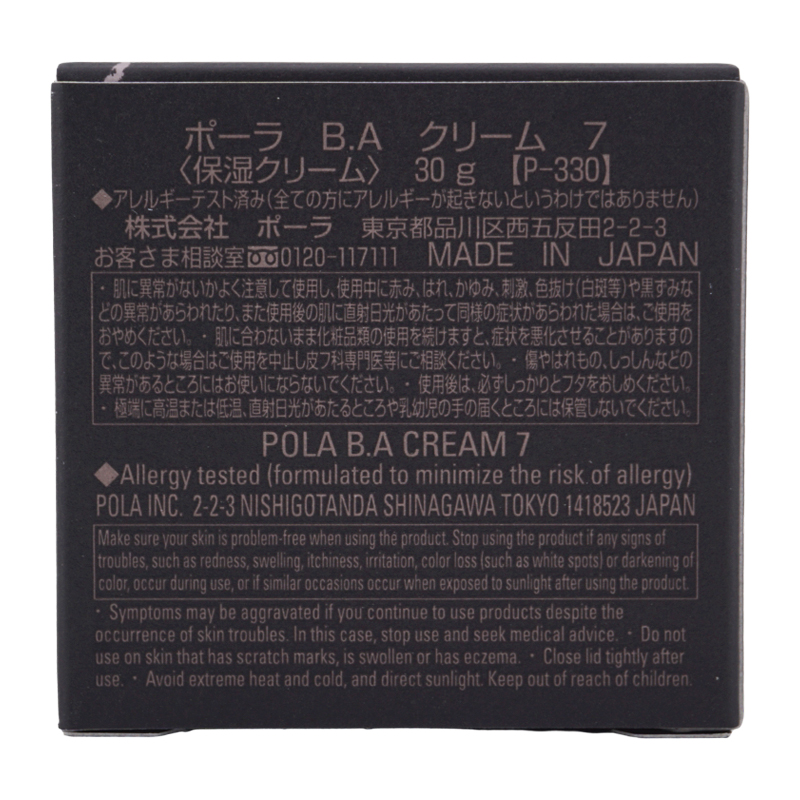 ポーラ B.A クリーム 7
〈保湿クリーム〉 30g 【P-330】
◆アレルギーテスト済み(全ての方にアレルギーが起きないというわけではありません)
株式会社 ポーラ 東京都品川区西五反田2-2-3
お客さま相談室 0120-117111 MADE IN JAPAN
・肌に異常がないかよく注意して使用し、使用中に赤み、はれ、かゆみ、刺激、色抜け(白斑等)や黒ずみな
どの異常があらわれたり、また使用後の肌に直射日光があたって同様の症状があらわれた場合は、ご使用を
おやめください。・肌に合わないまま化粧品類の使用を続けますと、症状を悪化させることがありますの
で、このような場合はご使用を中止し皮フ科専門医等にご相談ください。・傷やはれもの、しっしんなどの
異常があるところにはお使いにならないでください。・使用後は、必ずしっかりとフタをおしめください。
・極端に高温または低温、直射日光があたるところや乳幼児の手の届くところには保管しないでください。
POLA B.A CREAM 7
◆Allergy tested (formulated to minimize the risk of allergy)
POLA INC. 2-2-3 NISHIGOTANDA SHINAGAWA TOKYO 1418523 JAPAN
Make sure your skin is problem-free when using the product. Stop using the product if any signs of
troubles, such as redness, swelling, itchiness, irritation, color loss (such as white spots) or darkening of
color, occur during use, or if similar occasions occur when exposed to sunlight after using the product.
・Symptoms may be aggravated if you continue to use products despite the
occurrence of skin troubles. In this case, stop use and seek medical advice. ・Do not
use on skin that has scratch marks, is swollen or has eczema. ・Close lid tightly after
use. ・Avoid extreme heat and cold, and direct sunlight. Keep out of reach of children.